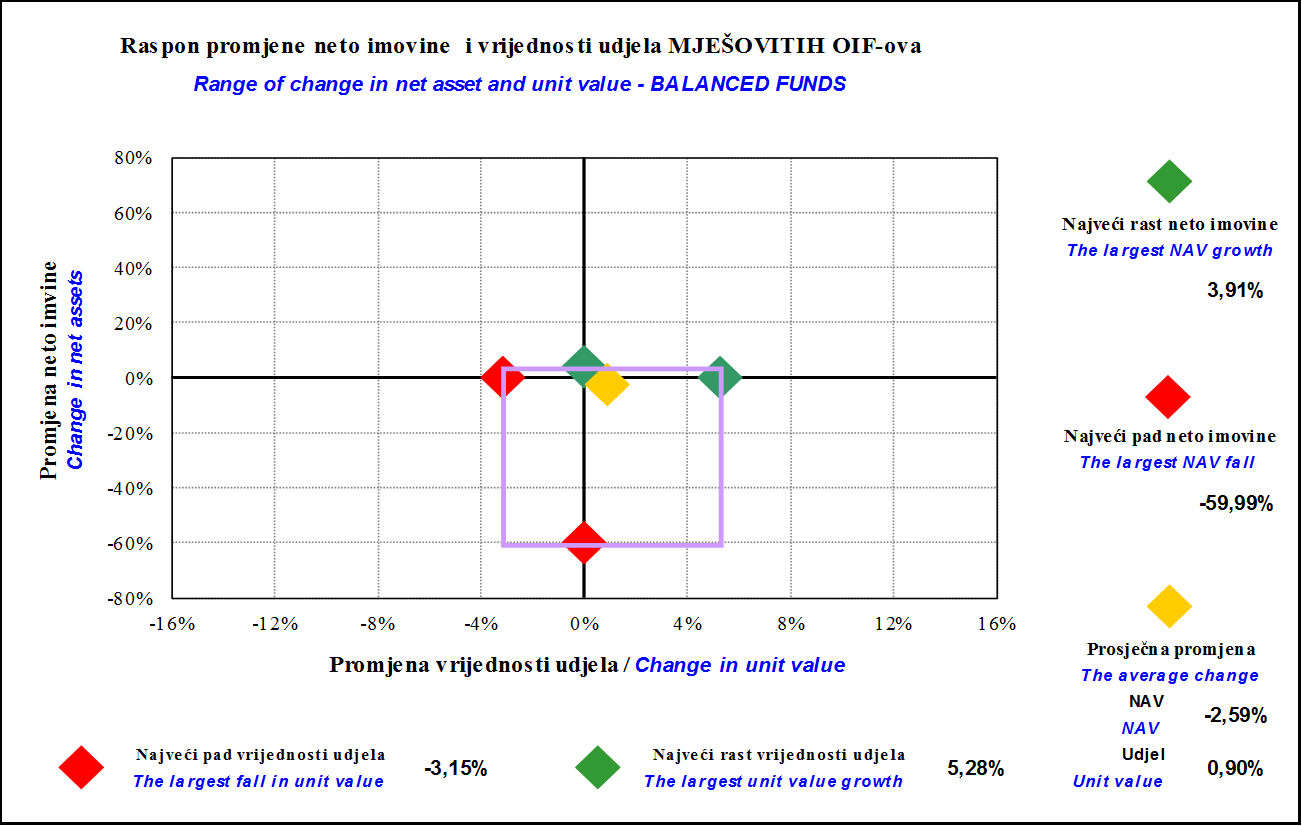 Raspon promjene neto imovine i vrijednosti udjela MJEŠOVITIH OIF-ova
Range of change in net asset and unit value - BALANCED FUNDS
80%
60%
40%
20%
0%
-20%
-40%
-60%
-80%
Promjena neto imvine
Change in net assets
-16%
-12%
-8%
-4%
0%
4%
8%
12%
16%
Promjena vrijednosti udjela / Change in unit value
Najveći rast neto imovine
The largest NAV growth
3,91%
Najveći pad neto imovine
The largest NAV fall
-59,99%
Prosječna promjena
The average change
NAV
NAV
-2,59%
Udjel
Unit value
0,90%
Najveći pad vrijednosti udjela
The largest fall in unit value
-3,15%
Najveći rast vrijednosti udjela
The largest unit value growth
5,28%